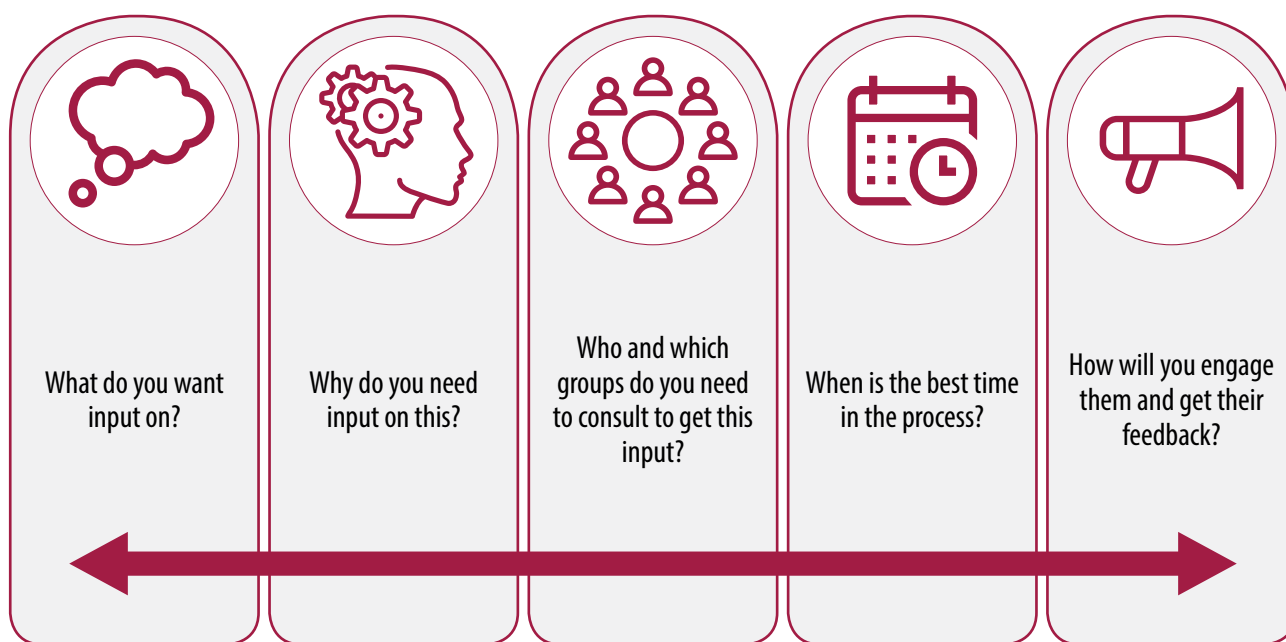 What do you want
input on?
Why do you need
input on this?
Who and which
groups do you need
to consult to get this
input?
When is the best time
in the process?
How will you engage
them and get their
feedback?